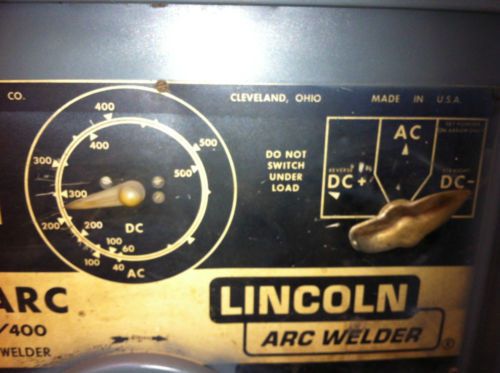 CO.
CLEVELAND, OHIO
MADE IN U.S.A.
400
400
500
500
300
300
200
200
100
60
100
40
DC
AC
DO NOT
SWITCH
UNDER
LOAD
AC
REVERSE
DC+
STRAIGHT
DC-
ARC
/400
WELDER
LINCOLN
ARC WELDER
®